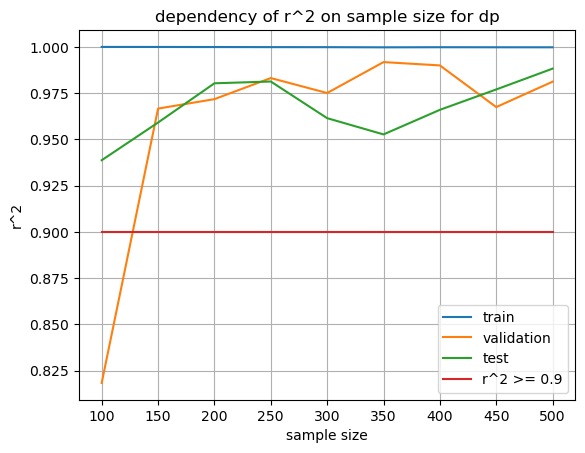 dependency of r^2 on sample size for dp
r^2
1.000
0.975
0.950
0.925
0.900
0.875
0.850
0.825
100 150 200 250 300 350 400 450 500
sample size
train
validation
test
r^2 >= 0.9